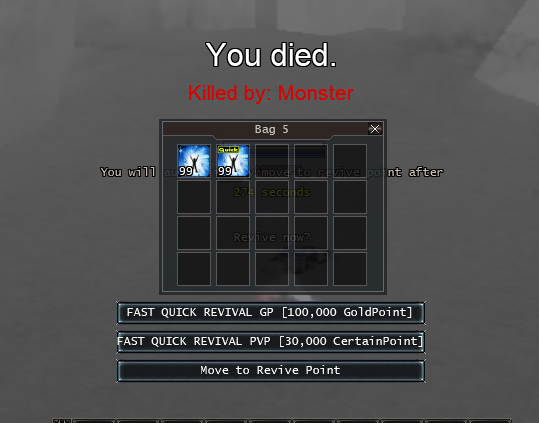 You died.
Killed by: Monster
Bag 5
Quick
99
99
You will au move to revive point after
274 seconds
Revive now?
FAST QUICK REVIVAL GP [100,000 GoldPoint]
FAST QUICK REVIVAL PVP [30,000 CertainPoint]
Move to Revive Point